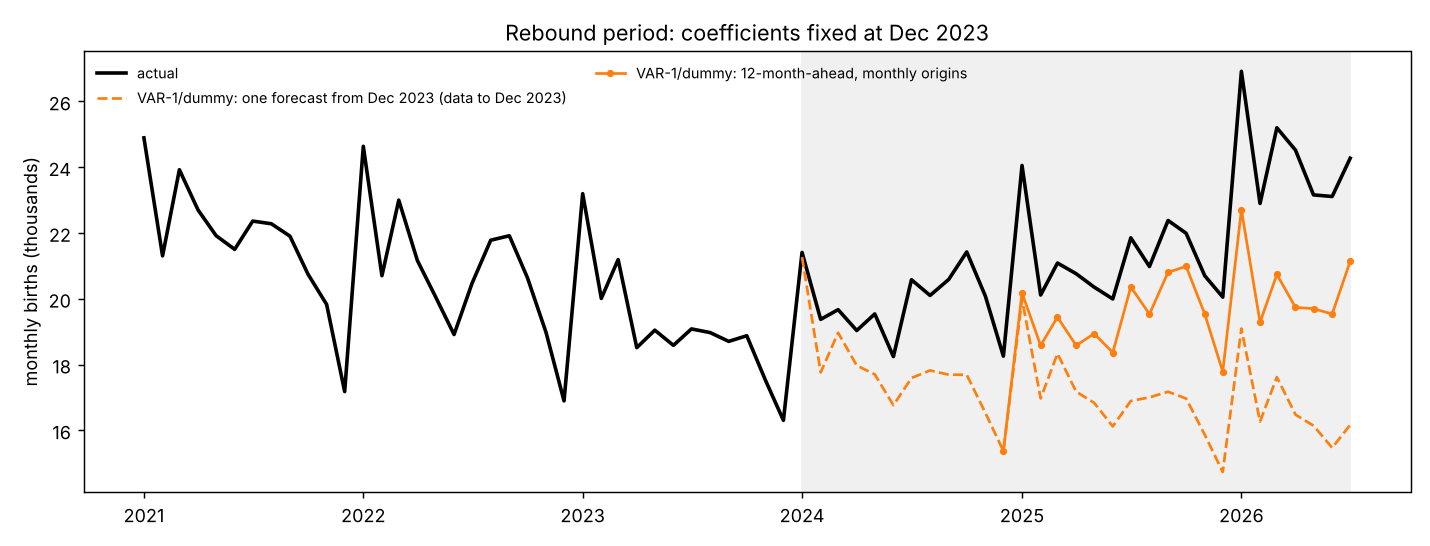 Rebound period: coefficients fixed at Dec 2023
actual
VAR-1/dummy: one forecast from Dec 2023 (data to Dec 2023)
VAR-1/dummy: 12-month-ahead, monthly origins
monthly births (thousands)
26
24
22
20
18
16
2021
2022
2023
2024
2025
2026